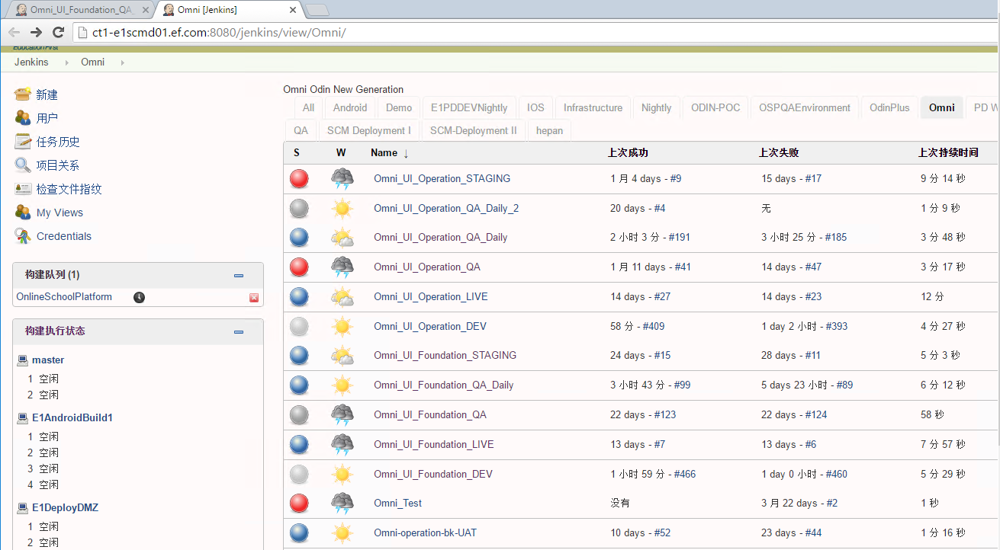 Omni_UI_Foundation_QA_
Omni [Jenkins]
ct1-e1scmd01.ef.com:8080/jenkins/view/Omni/
EducationFirst
Jenkins Omni
新建
用户
任务历史
项目关系
检查文件指纹
My Views
Credentials
构建队列 (1)
OnlineSchoolPlatform
构建执行状态
master
1 空闲
2 空闲
E1AndroidBuild1
1 空闲
2 空闲
3 空闲
4 空闲
E1DeployDMZ
1 空闲
2 空闲
Omni Odin New Generation
All Android Demo E1PDDEVNightly IOS Infrastructure Nightly ODIN-POC OSPQAEnvironment OdinPlus Omni PD W
QA SCM Deployment I SCM-Deployment II hepan
S W Name ↓ 上次成功 上次失败 上次持续时间
Omni_UI_Operation_STAGING 1 月 4 days - #9 15 days - #17 9 分 14 秒
Omni_UI_Operation_QA_Daily_2 20 days - #4 无 1 分 9 秒
Omni_UI_Operation_QA_Daily 2 小时 3 分 - #191 3 小时 25 分 - #185 3 分 48 秒
Omni_UI_Operation_QA 1 月 11 days - #41 14 days - #47 3 分 17 秒
Omni_UI_Operation_LIVE 14 days - #27 14 days - #23 12 分
Omni_UI_Operation_DEV 58 分 - #409 1 day 2 小时 - #393 4 分 27 秒
Omni_UI_Foundation_STAGING 24 days - #15 28 days - #11 5 分 3 秒
Omni_UI_Foundation_QA_Daily 3 小时 43 分 - #99 5 days 23 小时 - #89 6 分 12 秒
Omni_UI_Foundation_QA 22 days - #123 22 days - #124 58 秒
Omni_UI_Foundation_LIVE 13 days - #7 13 days - #6 7 分 57 秒
Omni_UI_Foundation_DEV 1 小时 59 分 - #466 1 day 0 小时 - #460 5 分 29 秒
Omni_Test 没有 3 月 22 days - #2 1 秒
Omni-operation-bk-UAT 10 days - #52 23 days - #44 1 分 16 秒